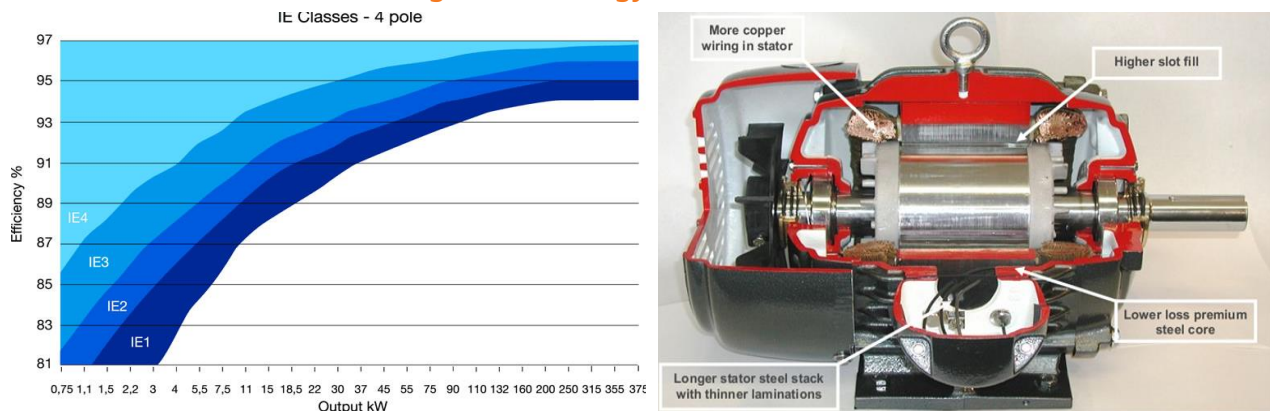 IE Classes - 4 pole
97
95
93
91
89
87
85
83
81
Efficiency %
IE4
IE3
IE2
IE1
0,75 1,1 1,5 2,2 3 4 5,5 7,5 11 15 18,5 22 30 37 45 55 75 90 110 132 160 200 250 315 355 375
Output kW
More copper
wiring in stator
Higher slot fill
Lower loss premium
steel core
Longer stator steel stack
with thinner laminations